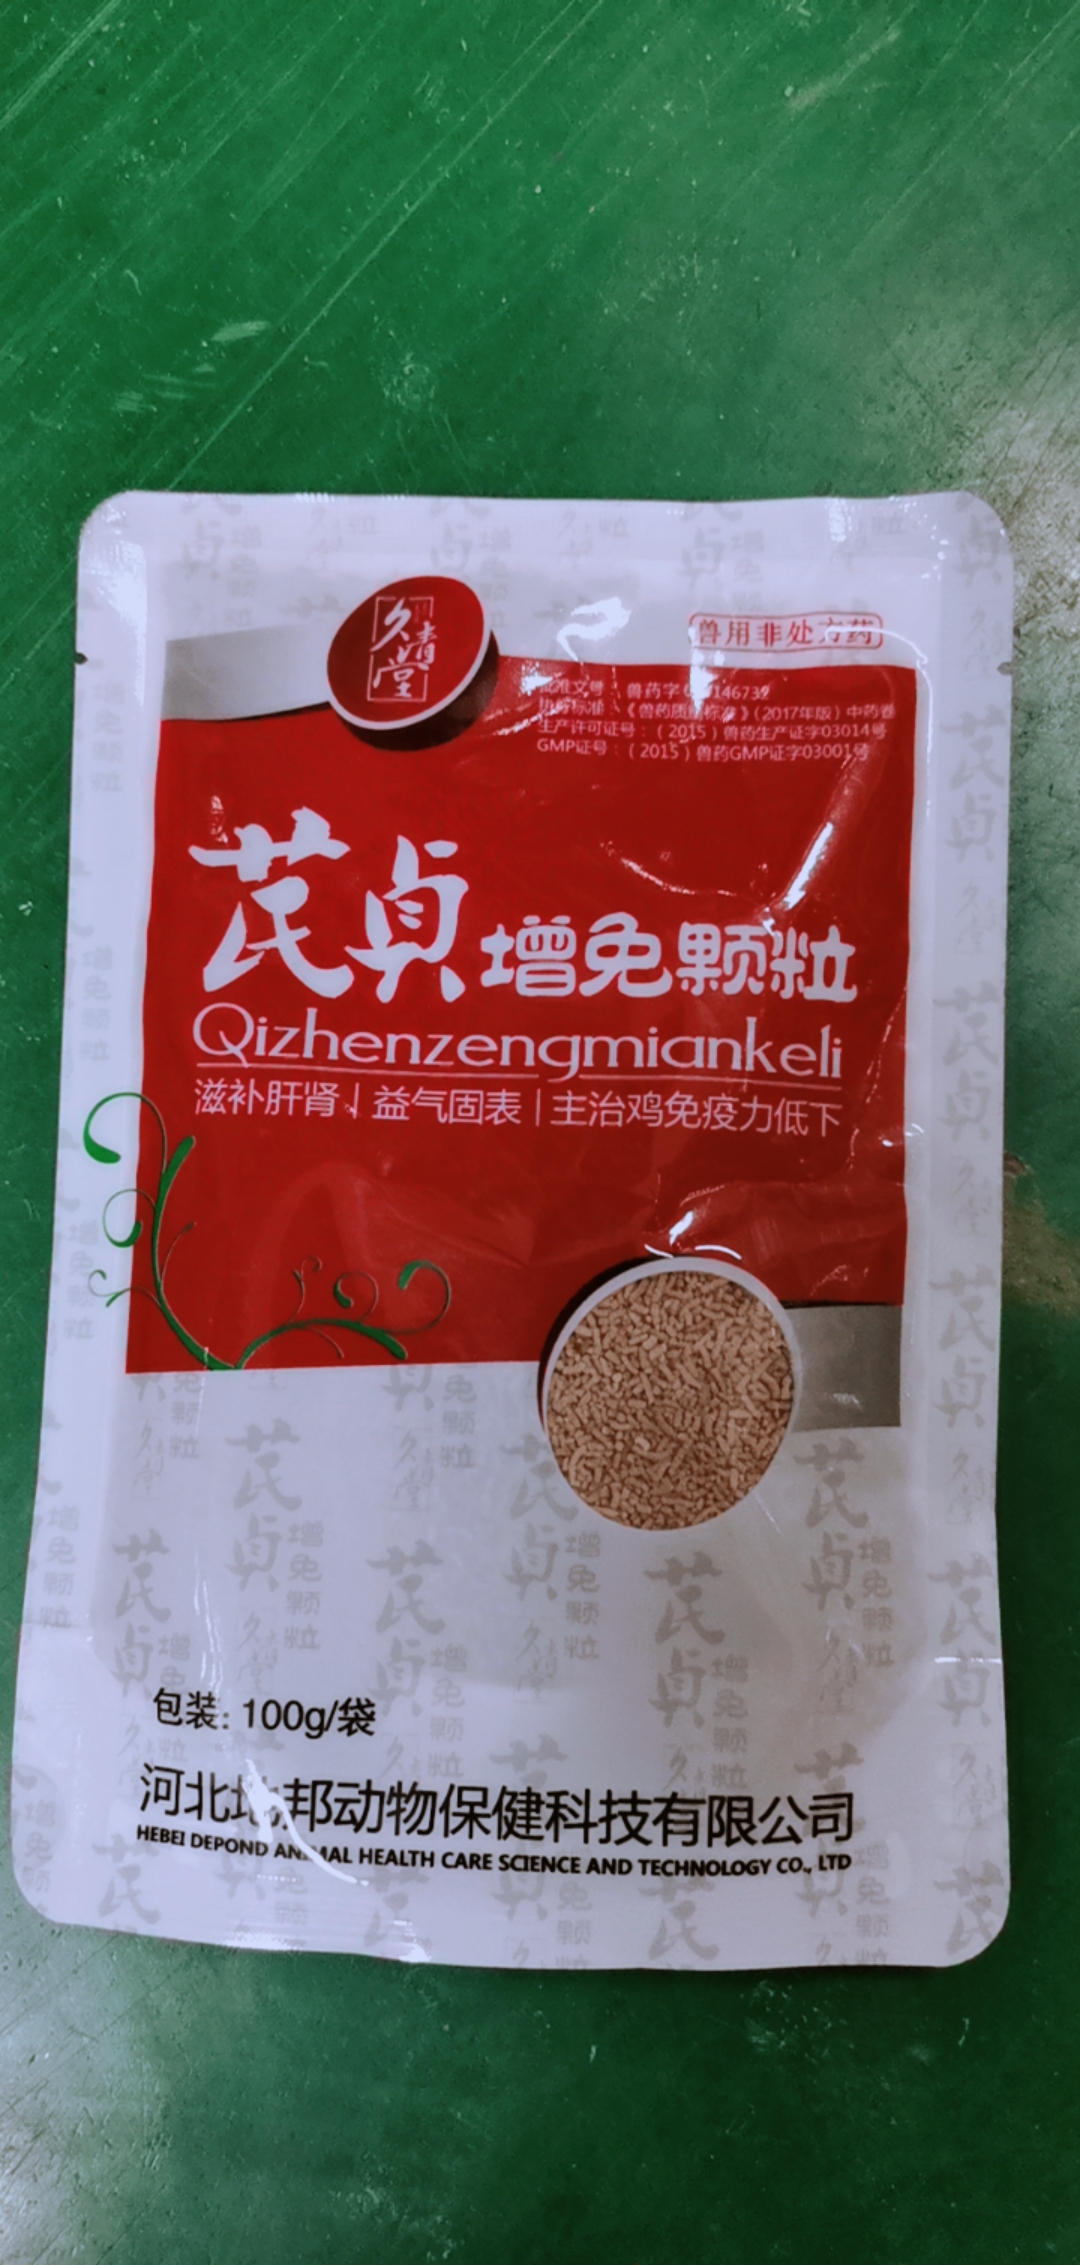 久清堂
兽用非处方药
批准文号：兽药字 146739
执行标准：《兽药质量标准》（2017年版）中药卷
生产许可证号：（2015）兽药生产证字03014号
GMP证号：（2015）兽药GMP证字03001号
芪贞增免颗粒
Qizhenzengmiankeli
滋补肝肾 | 益气固表 | 主治鸡免疫力低下
包装: 100g/袋
河北地邦动物保健科技有限公司
HEBEI DEPOND ANIMAL HEALTH CARE SCIENCE AND TECHNOLOGY CO., LTD